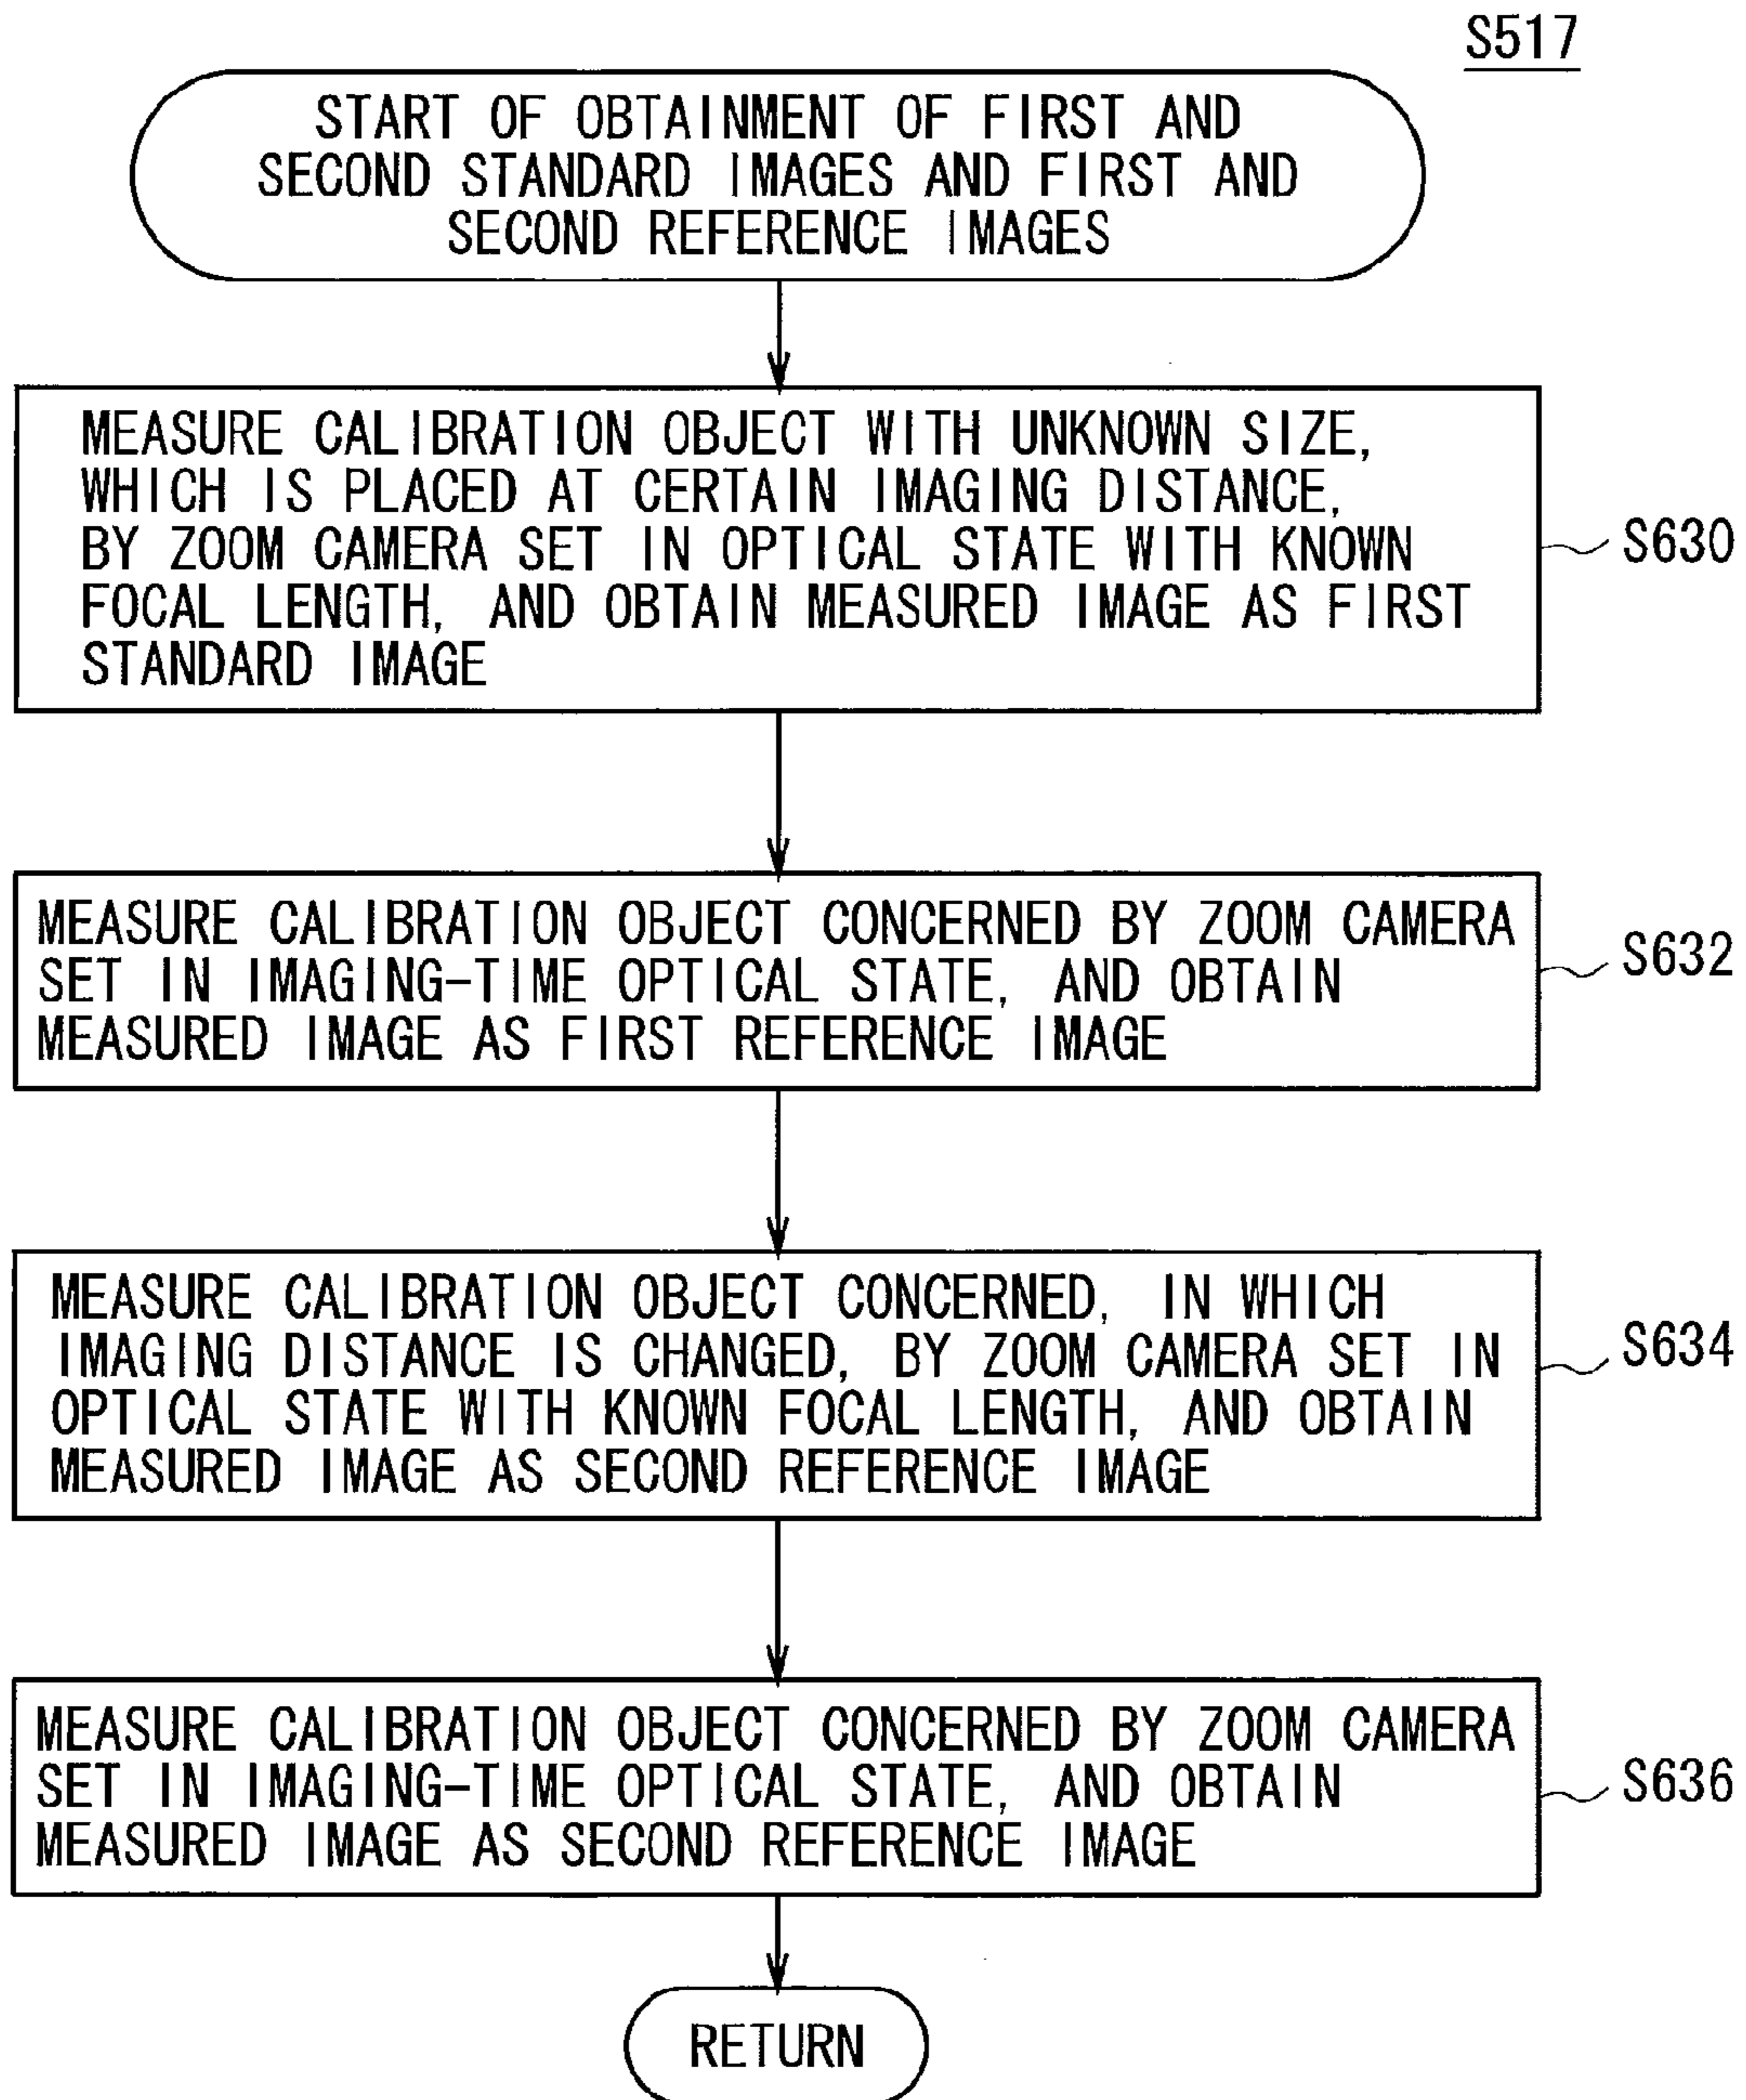 S517
START OF OBTAINMENT OF FIRST AND
SECOND STANDARD IMAGES AND FIRST AND
SECOND REFERENCE IMAGES
MEASURE CALIBRATION OBJECT WITH UNKNOWN SIZE,
WHICH IS PLACED AT CERTAIN IMAGING DISTANCE,
BY ZOOM CAMERA SET IN OPTICAL STATE WITH KNOWN
FOCAL LENGTH, AND OBTAIN MEASURED IMAGE AS FIRST
STANDARD IMAGE
S630
MEASURE CALIBRATION OBJECT CONCERNED BY ZOOM CAMERA
SET IN IMAGING-TIME OPTICAL STATE, AND OBTAIN
MEASURED IMAGE AS FIRST REFERENCE IMAGE
S632
MEASURE CALIBRATION OBJECT CONCERNED, IN WHICH
IMAGING DISTANCE IS CHANGED, BY ZOOM CAMERA SET IN
OPTICAL STATE WITH KNOWN FOCAL LENGTH, AND OBTAIN
MEASURED IMAGE AS SECOND REFERENCE IMAGE
S634
MEASURE CALIBRATION OBJECT CONCERNED BY ZOOM CAMERA
SET IN IMAGING-TIME OPTICAL STATE, AND OBTAIN
MEASURED IMAGE AS SECOND REFERENCE IMAGE
S636
RETURN